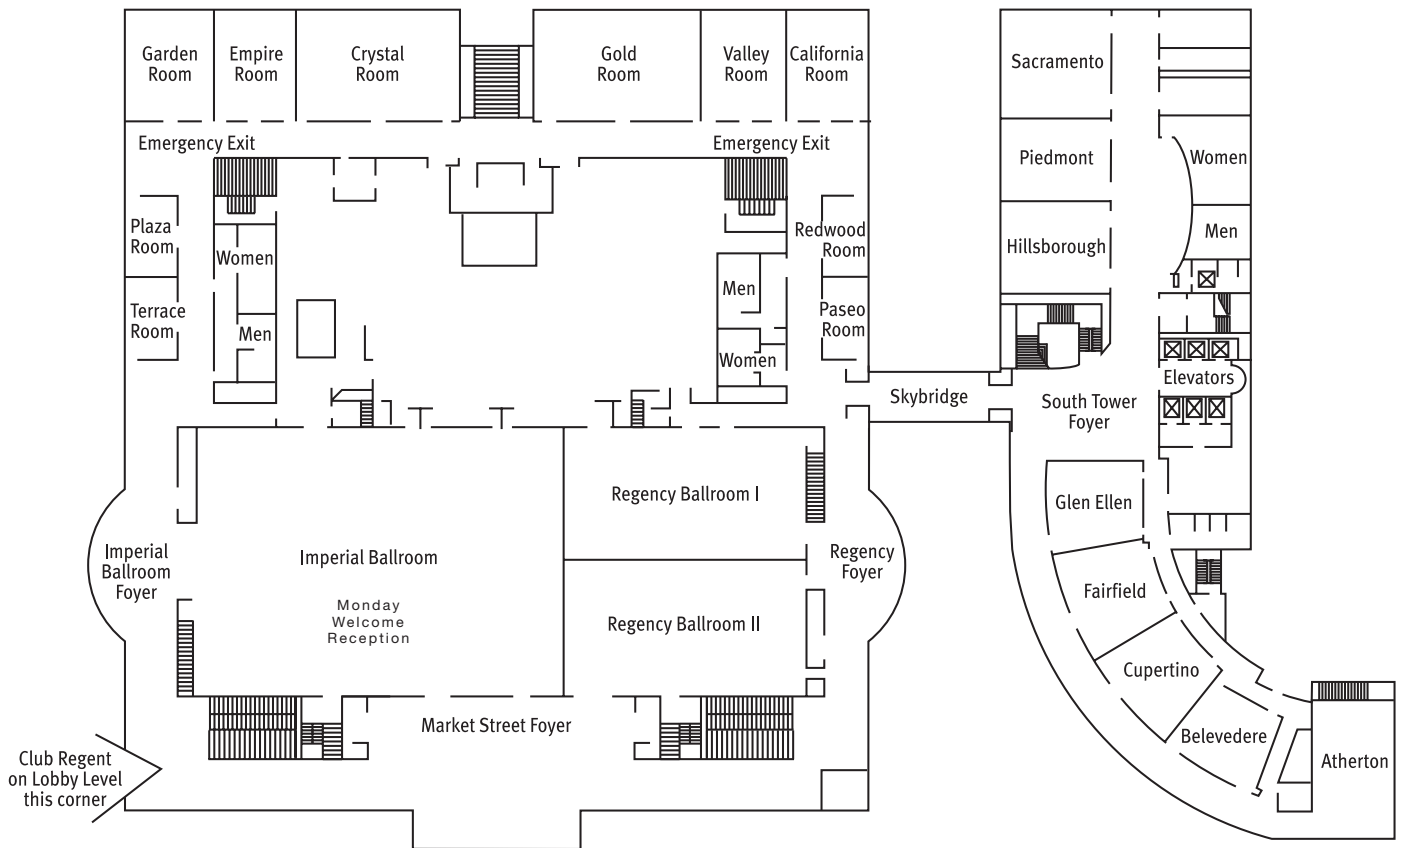 Garden
Room
Empire
Room
Crystal
Room
Gold
Room
Valley
Room
California
Room
Emergency Exit
Emergency Exit
Plaza
Room
Women
Terrace
Room
Men
Redwood
Room
Men
Paseo
Room
Women
Skybridge
Sacramento
Piedmont
Women
Hillsborough
Men
Elevators
South Tower
Foyer
Glen Ellen
Fairfield
Cupertino
Belevedere
Atherton
Imperial
Ballroom
Foyer
Imperial Ballroom
Monday
Welcome
Reception
Regency Ballroom I
Regency Ballroom II
Regency
Foyer
Market Street Foyer
Club Regent
on Lobby Level
this corner